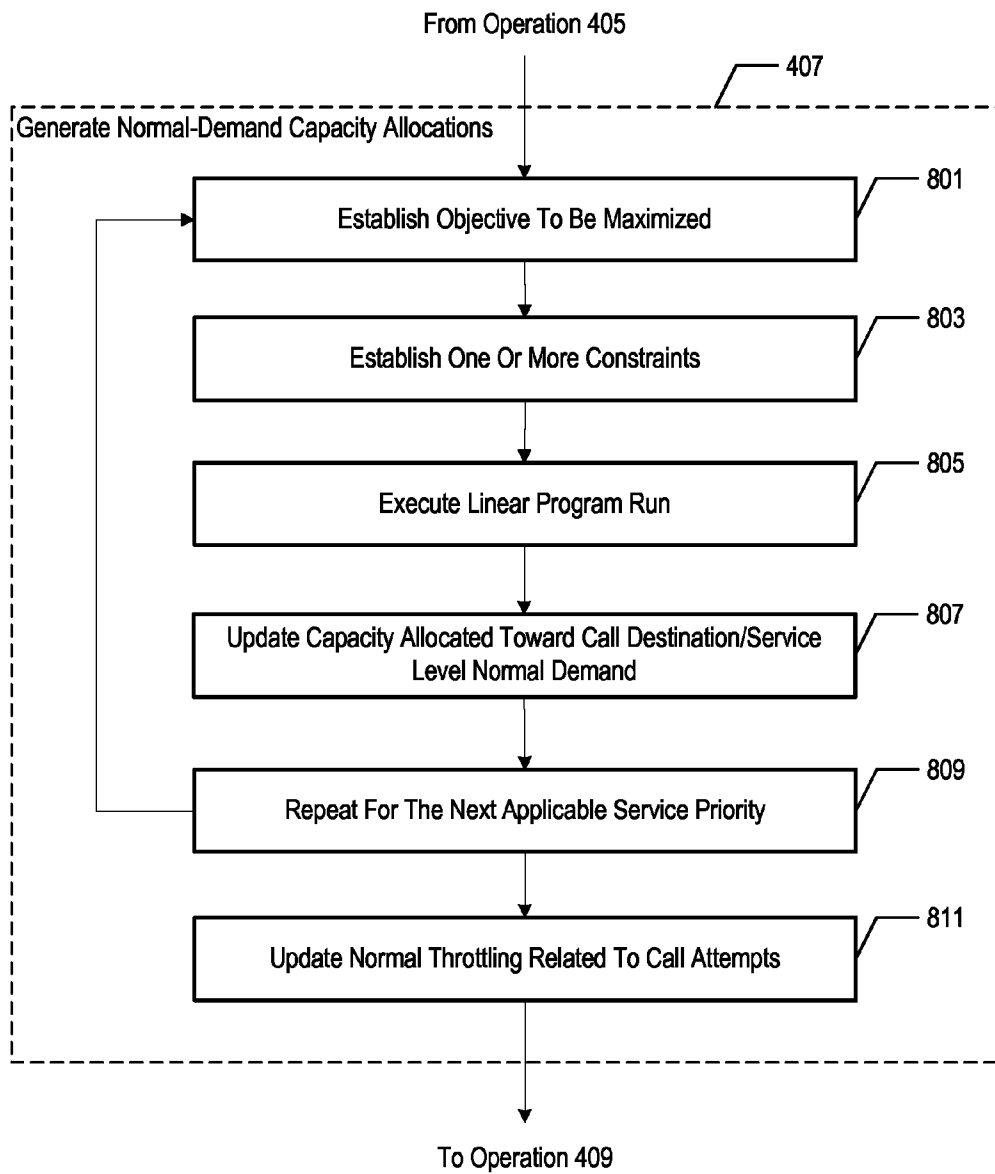 From Operation 405
407
Generate Normal-Demand Capacity Allocations
801
Establish Objective To Be Maximized
803
Establish One Or More Constraints
805
Execute Linear Program Run
807
Update Capacity Allocated Toward Call Destination/Service
Level Normal Demand
809
Repeat For The Next Applicable Service Priority
811
Update Normal Throttling Related To Call Attempts
To Operation 409